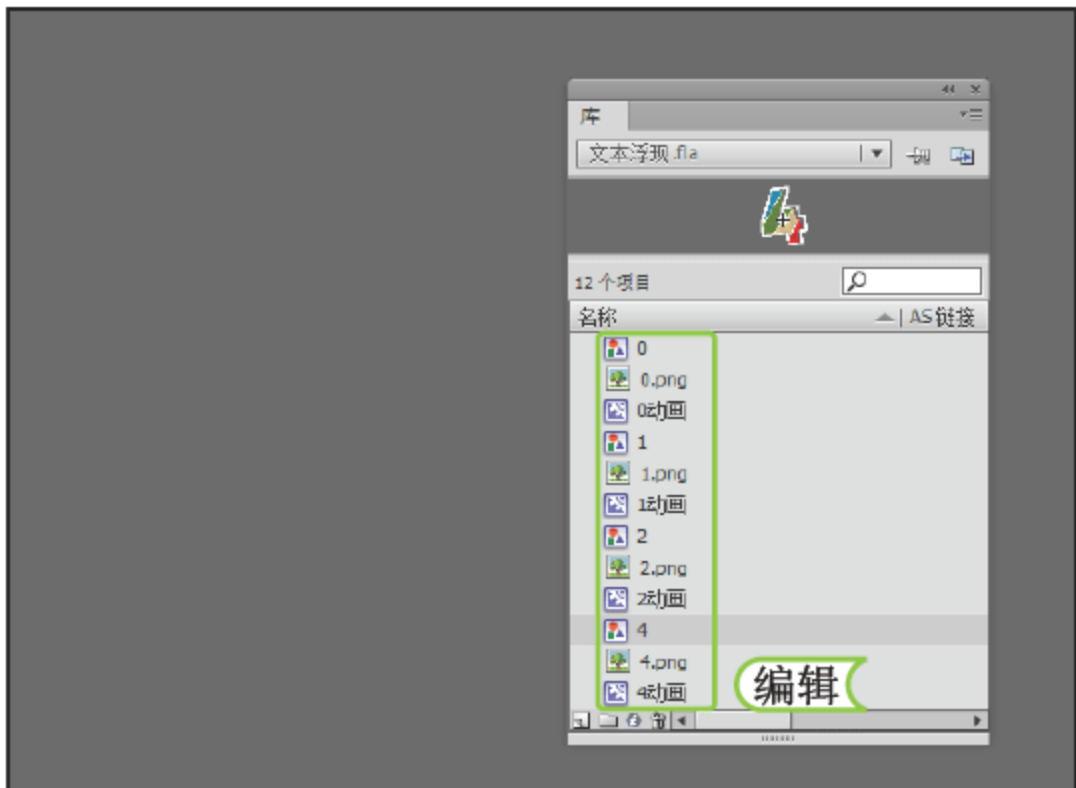 库
文本浮现.fla
12 个项目
名称 AS 链接
0
0.png
0动画
1
1.png
1动画
2
2.png
2动画
4
4.png
4动画
编辑